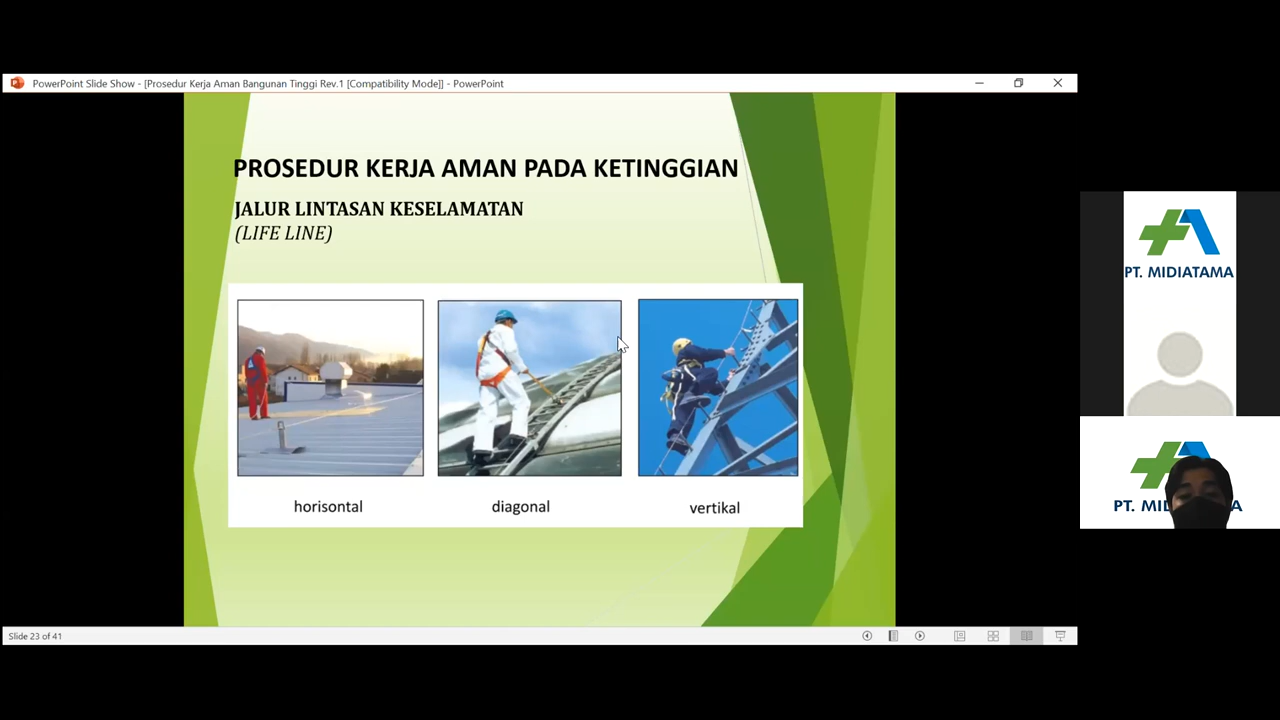 PowerPoint Slide Show - [Prosedur Kerja Aman Bangunan Tinggi Rev.1 [Compatibility Mode]] - PowerPoint
PROSEDUR KERJA AMAN PADA KETINGGIAN
JALUR LINTASAN KESELAMATAN
(LIFE LINE)
horisontal
diagonal
vertikal
Slide 23 of 41
PT. MIDIATAMA
PT. MID
A